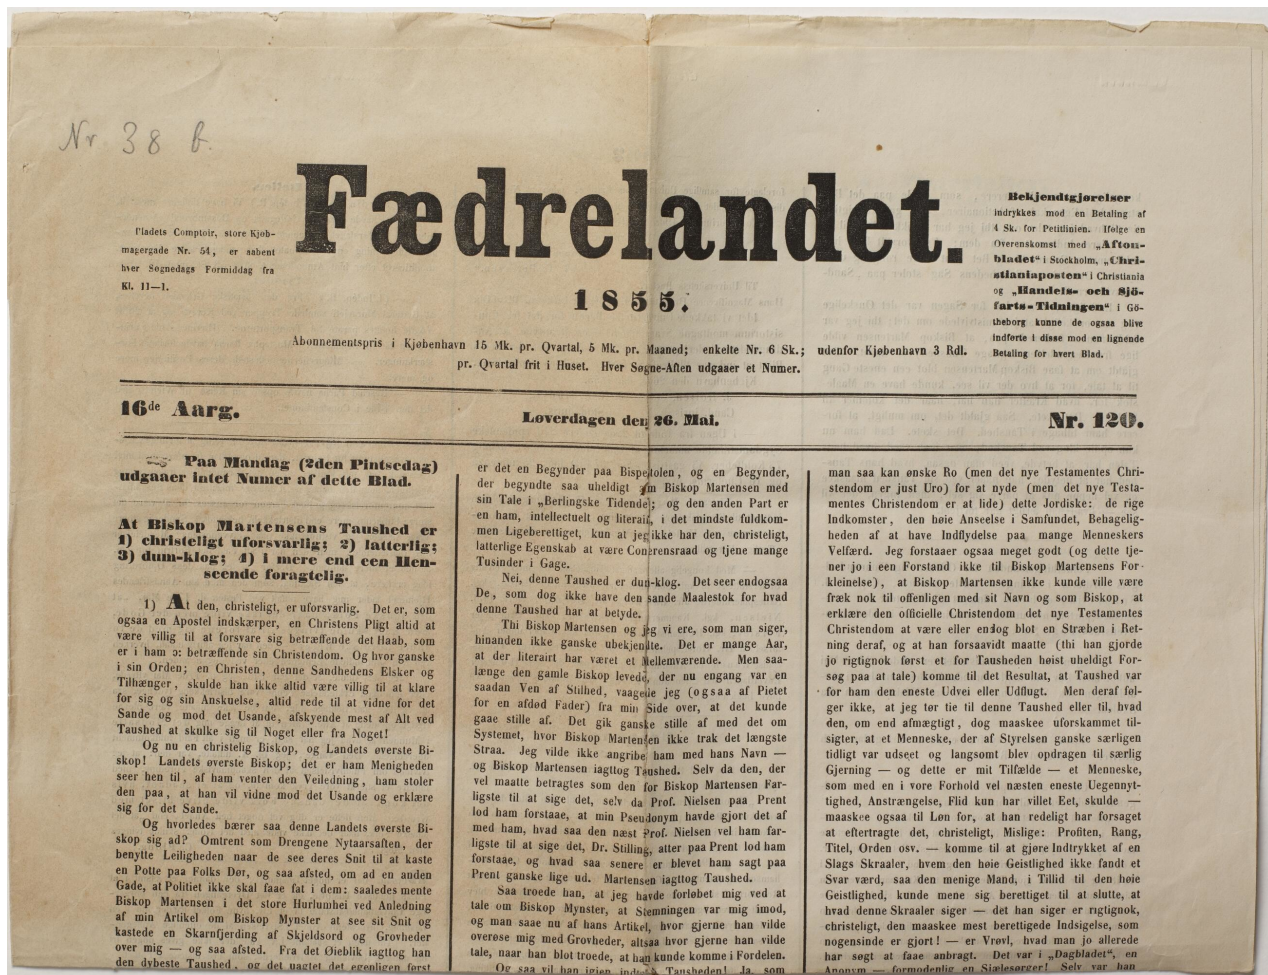 Nr. 38 b.
Fædrelandet.
1855.
Bladets Comptoir, store Kjøb-
magergade Nr. 54, er aabent
hver Søgnedags Formiddag fra
Kl. 11—1.
Bekjendtgjørelser
indrykkes mod en Betaling af
4 Sk. for Petitlinien. Ifølge en
Overenskomst med „Afton-
bladet“ i Stockholm, „Chri-
stianiaposten“ i Christiania
og „Handels- och Sjö-
farts-Tidningen“ i Gö-
theborg kunne de ogsaa blive
indførte i disse mod en lignende
Betaling for hvert Blad.
Abonnementspris i Kjøbenhavn 15 Mk. pr. Qvartal, 5 Mk. pr. Maaned; enkelte Nr. 6 Sk.; udenfor Kjøbenhavn 3 Rdl.
pr. Qvartal frit i Huset. Hver Søgne-Aften udgaaer et Numer.
16de Aarg.
Løverdagen den 26. Mai.
Nr. 120.
Paa Mandag (2den Pintsedag)
udgaaer intet Numer af dette Blad.
At Biskop Martensens Taushed er
1) christeligt uforsvarlig; 2) latterlig;
3) dum-klog; 4) i mere end een Hen-
seende foragtelig.
1) At den, christeligt, er uforsvarlig. Det er, som
ogsaa en Apostel indskærper, en Christens Pligt altid at
være villig til at forsvare sig betræffende det Haab, som
er i ham ɔ: betræffende sin Christendom. Og hvor ganske
i sin Orden; en Christen, denne Sandhedens Elsker og
Tilhænger, skulde han ikke altid være villig til at klare
for sig og sin Anskuelse, altid rede til at vidne for det
Sande og mod det Usande, afskyende mest af Alt ved
Taushed at skulke sig til Noget eller fra Noget!
Og nu en christelig Biskop, og Landets øverste Bi-
skop! Landets øverste Biskop; det er ham Menigheden
seer hen til, af ham venter den Veiledning, ham stoler
den paa, at han vil vidne mod det Usande og erklære
sig for det Sande.
Og hvorledes bærer saa denne Landets øverste Bi-
skop sig ad? Omtrent som Drengene Nytaarsaften, der
benytte Leiligheden naar de see deres Snit til at kaste
en Potte paa Folks Dør, og saa afsted, om ad en anden
Gade, at Politiet ikke skal faae fat i dem: saaledes mente
Biskop Martensen i det store Hurlumhei ved Anledning
af min Artikel om Biskop Mynster at see sit Snit og
kastede en Skarnfjerding af Skjeldsord og Grovheder
over mig — og saa afsted. Fra det Øieblik iagttog han
den dybeste Taushed, og det uagtet det egenligen først
er det en Begynder paa Bispestolen, og en Begynder,
der begyndte saa uheldigt som Biskop Martensen med
sin Tale i „Berlingske Tidende“; og den anden Part er
en ham, intellectuelt og literairt, i det mindste fuldkom-
men Ligeberettiget, kun at jeg ikke har den, christeligt,
latterlige Egenskab at være Conferensraad og tjene mange
Tusinder i Gage.
Nei, denne Taushed er dum-klog. Det seer endogsaa
De, som dog ikke have den sande Maalestok for hvad
denne Taushed har at betyde.
Thi Biskop Martensen og jeg vi ere, som man siger,
hinanden ikke ganske ubekjendte. Det er mange Aar,
at der literairt har været et Mellemværende. Men saa-
længe den gamle Biskop levede, der nu engang var en
saadan Ven af Stilhed, vaagede jeg (ogsaa af Pietet
for en afdød Fader) fra min Side over, at det kunde
gaae stille af. Det gik ganske stille af med det om
Systemet, hvor Biskop Martensen ikke trak det længste
Straa. Jeg vilde ikke angribe ham med hans Navn —
og Biskop Martensen iagttog Taushed. Selv da den, der
vel maatte betragtes som den for Biskop Martensen Far-
ligste til at sige det, selv da Prof. Nielsen paa Prent
lod ham forstaae, at min Pseudonym havde gjort det af
med ham, hvad saa den næst Prof. Nielsen vel ham far-
ligste til at sige det, Dr. Stilling, atter paa Prent lod ham
forstaae, og hvad saa senere er blevet ham sagt paa
Prent ganske lige ud. Martensen iagttog Taushed.
Saa troede han, at jeg havde forløbet mig ved at
tale om Biskop Mynster, at Stemningen var mig imod,
og man saae nu af hans Artikel, hvor gjerne han vilde
overøse mig med Grovheder, altsaa hvor gjerne han vilde
tale, naar han blot troede, at han kunde komme i Fordelen.
Og saa vil han igjen ind i Tausheden! Ja, som
man saa kan ønske Ro (men det nye Testamentes Chri-
stendom er just Uro) for at nyde (men det nye Testa-
mentes Christendom er at lide) dette Jordiske: de rige
Indkomster, den høie Anseelse i Samfundet, Behagelig-
heden af at have Indflydelse paa mange Menneskers
Velfærd. Jeg forstaaer ogsaa meget godt (og dette tje-
ner jo i een Forstand ikke til Biskop Martensens For-
kleinelse), at Biskop Martensen ikke kunde ville være
fræk nok til offenligen med sit Navn og som Biskop, at
erklære den officielle Christendom det nye Testamentes
Christendom at være eller endog blot en Stræben i Ret-
ning deraf, og at han forsaavidt maatte (thi han gjorde
jo rigtignok først et for Tausheden høist uheldigt For-
søg paa at tale) komme til det Resultat, at Taushed var
for ham den eneste Udvei eller Udflugt. Men deraf føl-
ger ikke, at jeg tør tie til denne Taushed eller til, hvad
den, om end afmægtigt, dog maaskee uforskammet til-
sigter, at et Menneske, der af Styrelsen ganske særligen
tidligt var udseet og langsomt blev opdragen til særlig
Gjerning — og dette er mit Tilfælde — et Menneske,
som med en i vore Forhold vel næsten eneste Uegennyt-
tighed, Anstrængelse, Flid kun har villet Eet, skulde —
maaskee ogsaa til Løn for, at han redeligt har forsaget
at eftertragte det, christeligt, Mislige: Profiten, Rang,
Titel, Orden osv. — komme til at gjøre Indtrykket af en
Slags Skraaler, hvem den høie Geistlighed ikke fandt et
Svar værd, saa den menige Mand, i Tillid til den høie
Geistlighed, kunde mene sig berettiget til at slutte, at
hvad denne Skraaler siger — det han siger er rigtignok,
christeligt, den maaskee mest berettigede Indsigelse, som
nogensinde er gjort! — er Vrøvl, hvad man jo allerede
har søgt at faae anbragt. Det var i „Dagbladet“, en
Anonym — formodenlig en Sjælesørger! Selv var han